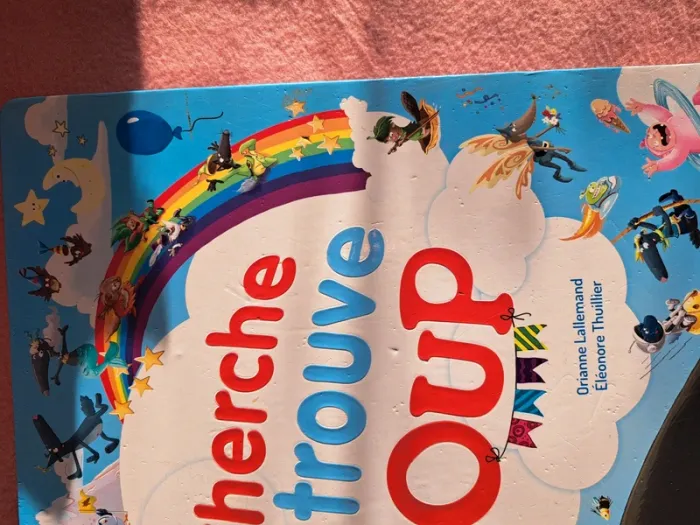 herche
trouve
oup
Orianne Lallemand
Éléonore Thuillier